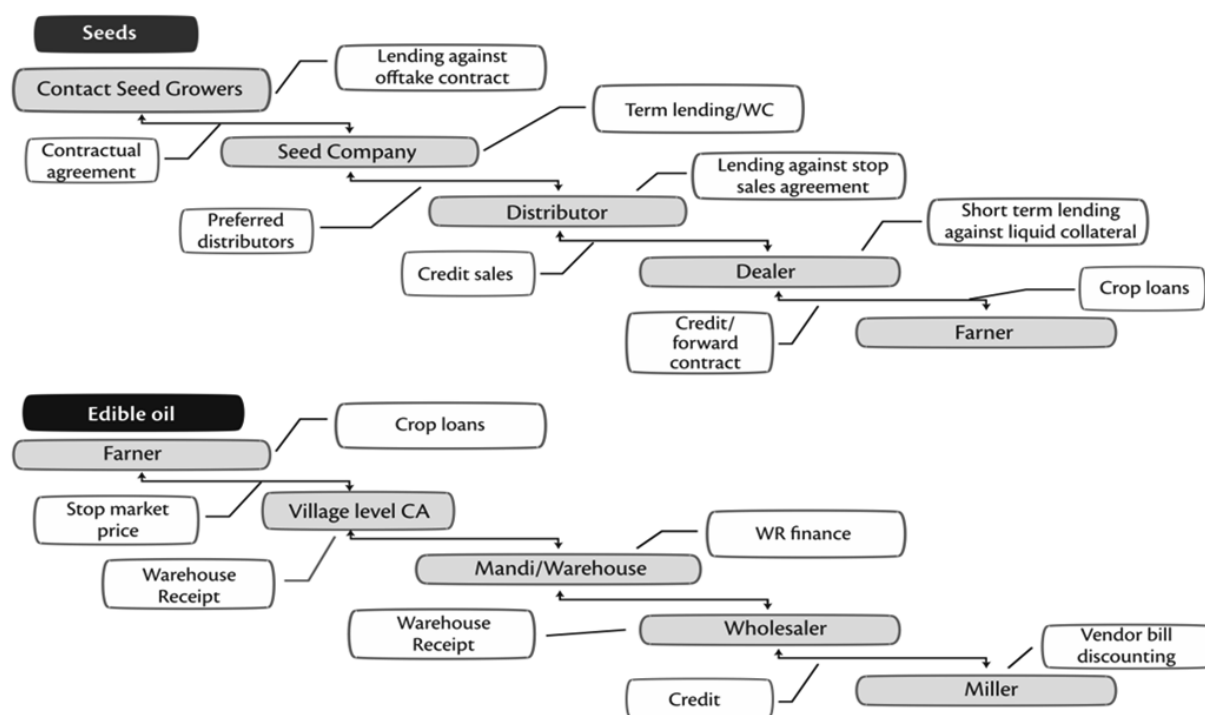 Seeds
Lending against
offtake contract
Contact Seed Growers
Term lending/WC
Contractual
agreement
Seed Company
Lending against stop
sales agreement
Preferred
distributors
Distributor
Short term lending
against liquid collateral
Credit sales
Dealer
Crop loans
Credit/
forward
contract
Farner
Edible oil
Crop loans
Farner
Stop market
price
Village level CA
WR finance
Warehouse
Receipt
Mandi/Warehouse
Warehouse
Receipt
Wholesaler
Vendor bill
discounting
Credit
Miller